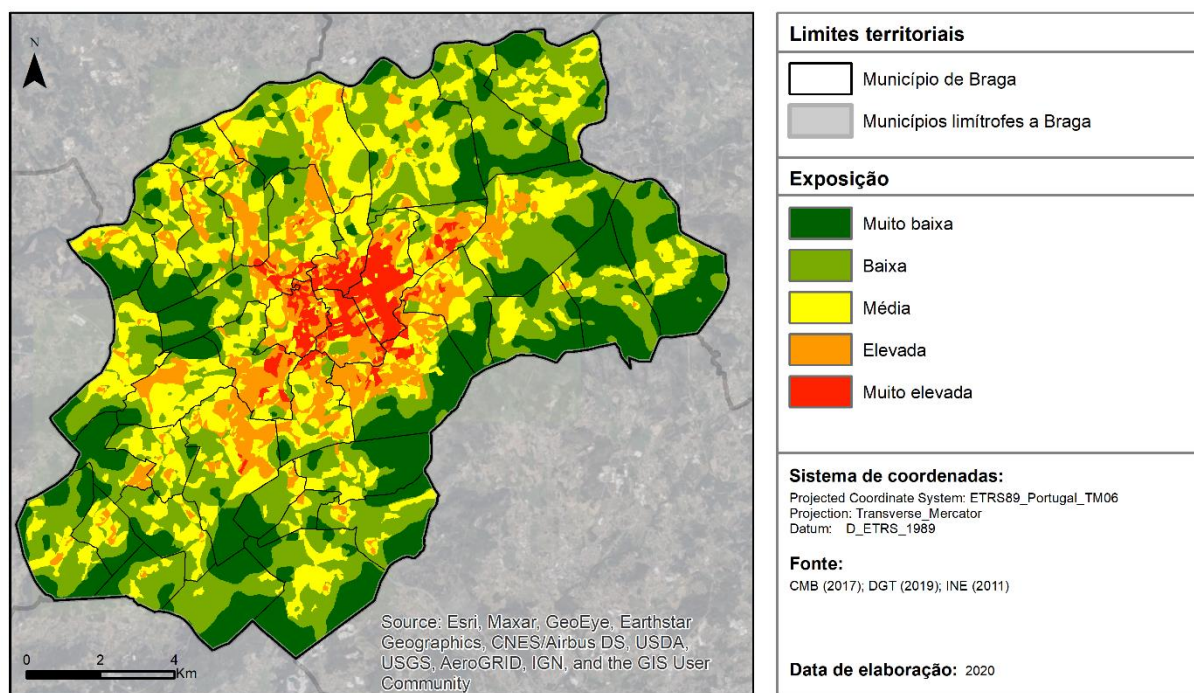 N
0 2 4
Km
Source: Esri, Maxar, GeoEye, Earthstar
Geographics, CNES/Airbus DS, USDA,
USGS, AeroGRID, IGN, and the GIS User
Community
Limites territoriais
Município de Braga
Municípios limítrofes a Braga
Exposição
Muito baixa
Baixa
Média
Elevada
Muito elevada
Sistema de coordenadas:
Projected Coordinate System: ETRS89_Portugal_TM06
Projection: Transverse_Mercator
Datum: D_ETRS_1989
Fonte:
CMB (2017); DGT (2019); INE (2011)
Data de elaboração: 2020